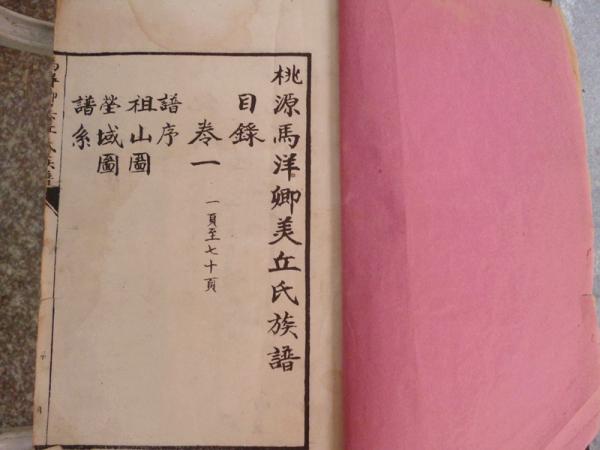 桃源馬洋卿美丘氏族譜
目錄
卷一
一頁至七十頁
譜序
祖山圖
塋域圖
譜系